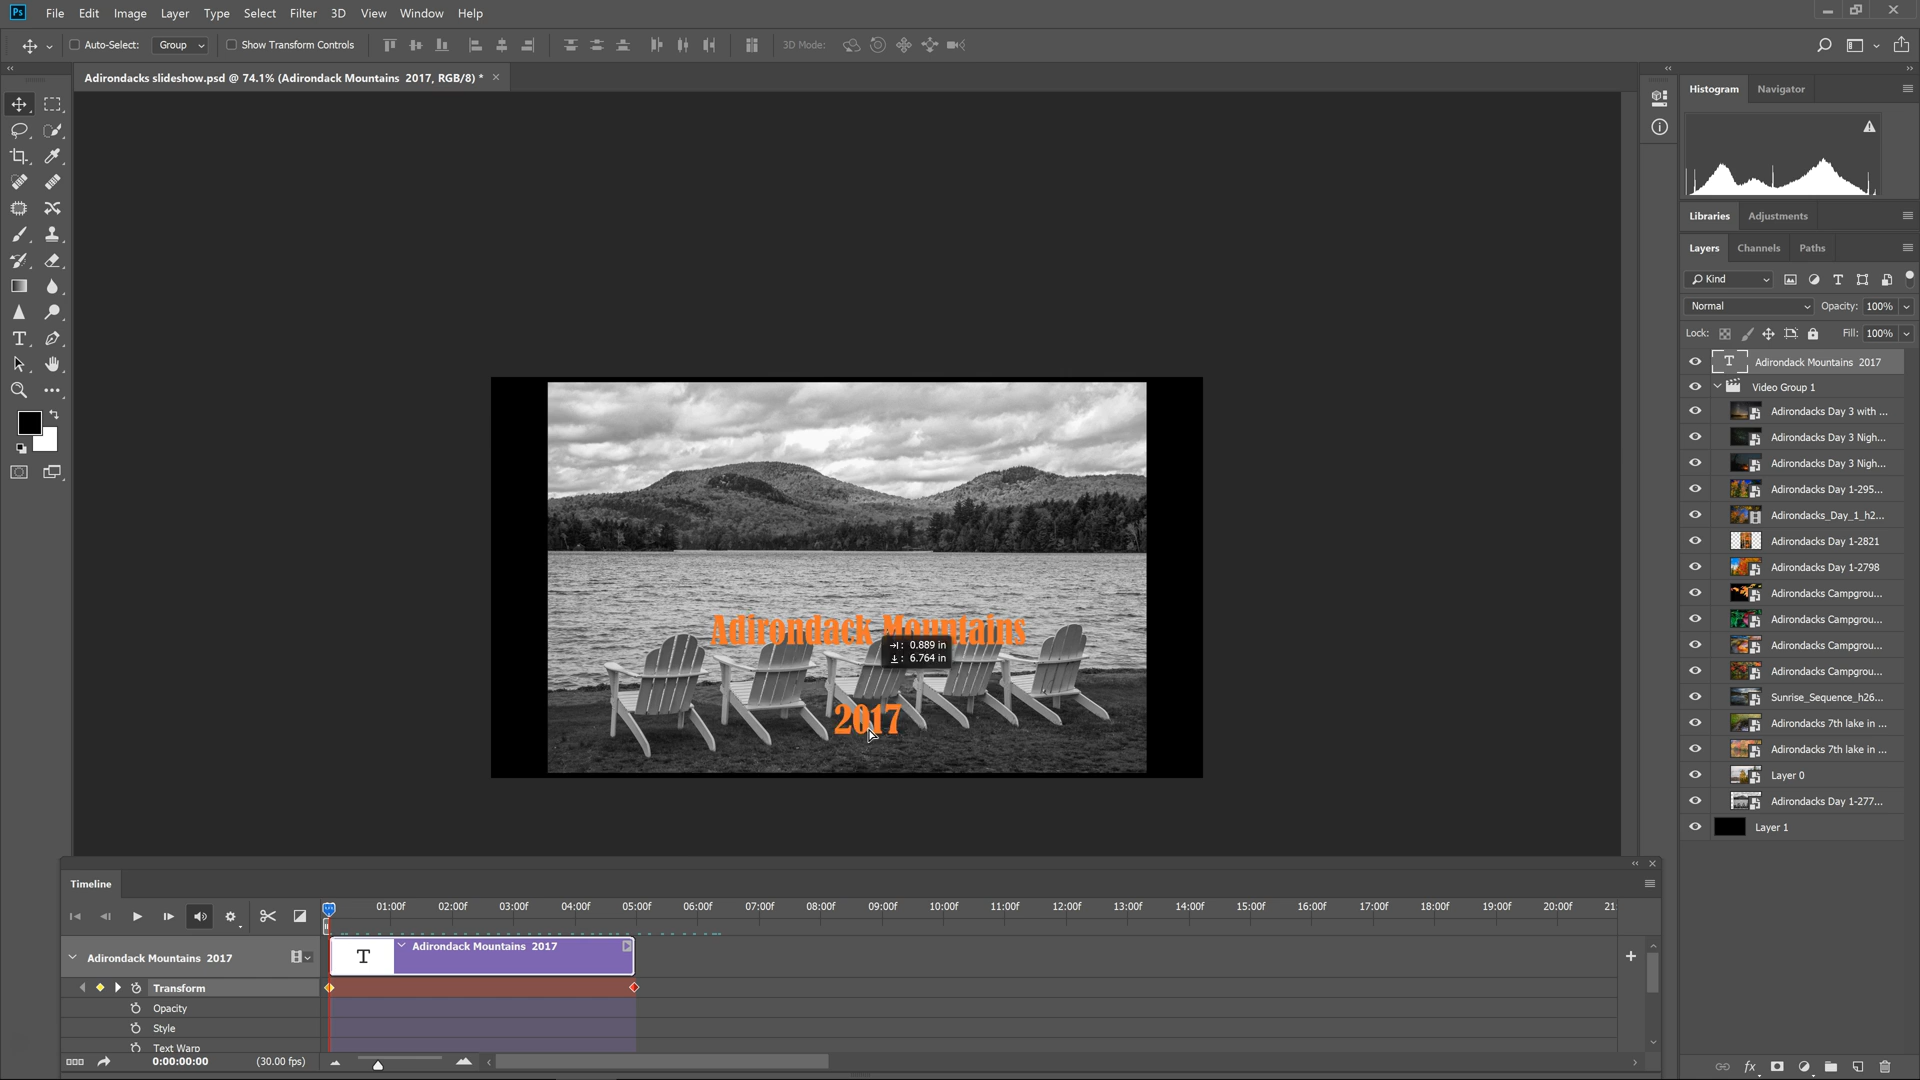 Ps File Edit Image Layer Type Select Filter 3D View Window Help
Auto-Select: Group Show Transform Controls 3D Mode:
Adirondacks slideshow.psd @ 74.1% (Adirondack Mountains 2017, RGB/8) * ×
Adirondack Mountains
: 0.889 in
: 6.764 in
2017
Histogram Navigator
Libraries Adjustments
Layers Channels Paths
Kind
Normal Opacity: 100%
Lock: Fill: 100%
T Adirondack Mountains 2017
Video Group 1
Adirondacks Day 3 with ...
Adirondacks Day 3 Nigh...
Adirondacks Day 3 Nigh...
Adirondacks Day 1-295...
Adirondacks_Day_1_h2...
Adirondacks Day 1-2821
Adirondacks Day 1-2798
Adirondacks Campgrou...
Adirondacks Campgrou...
Adirondacks Campgrou...
Adirondacks Campgrou...
Sunrise_Sequence_h26...
Adirondacks 7th lake in ...
Adirondacks 7th lake in ...
Layer 0
Adirondacks Day 1-277...
Layer 1
fx
Timeline
01:00f 02:00f 03:00f 04:00f 05:00f 06:00f 07:00f 08:00f 09:00f 10:00f 11:00f 12:00f 13:00f 14:00f 15:00f 16:00f 17:00f 18:00f 19:00f 20:00f 21:
Adirondack Mountains 2017
T Adirondack Mountains 2017
Transform
Opacity
Style
Text Warp
0:00:00:00 (30.00 fps)